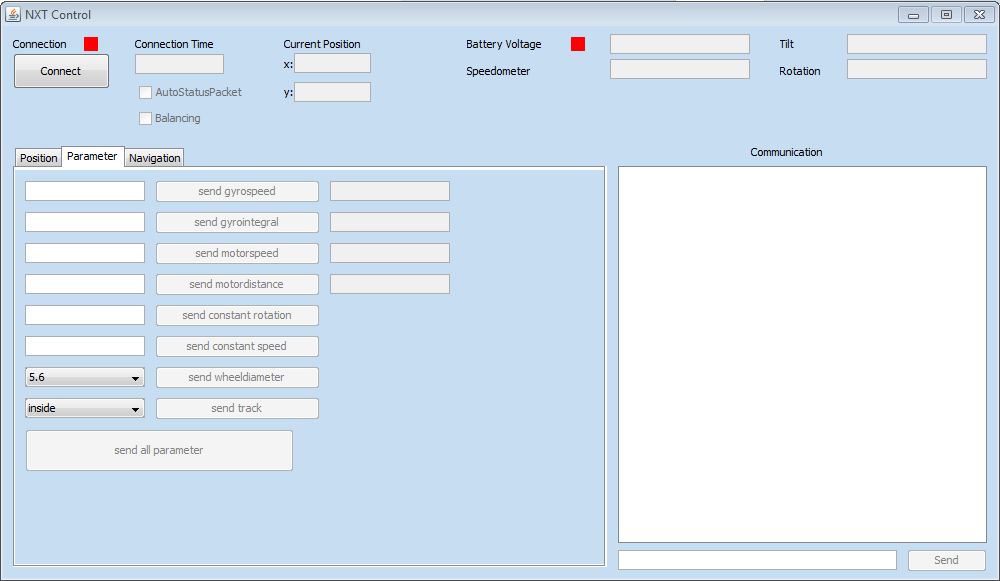 NXT Control
Connection
Connection Time
Current Position
Battery Voltage
Tilt
Connect
x:
Speedometer
Rotation
AutoStatusPacket
y:
Balancing
Position
Parameter
Navigation
Communication
send gyrospeed
send gyrointegral
send motorspeed
send motordistance
send constant rotation
send constant speed
5.6
send wheeldiameter
inside
send track
send all parameter
Send